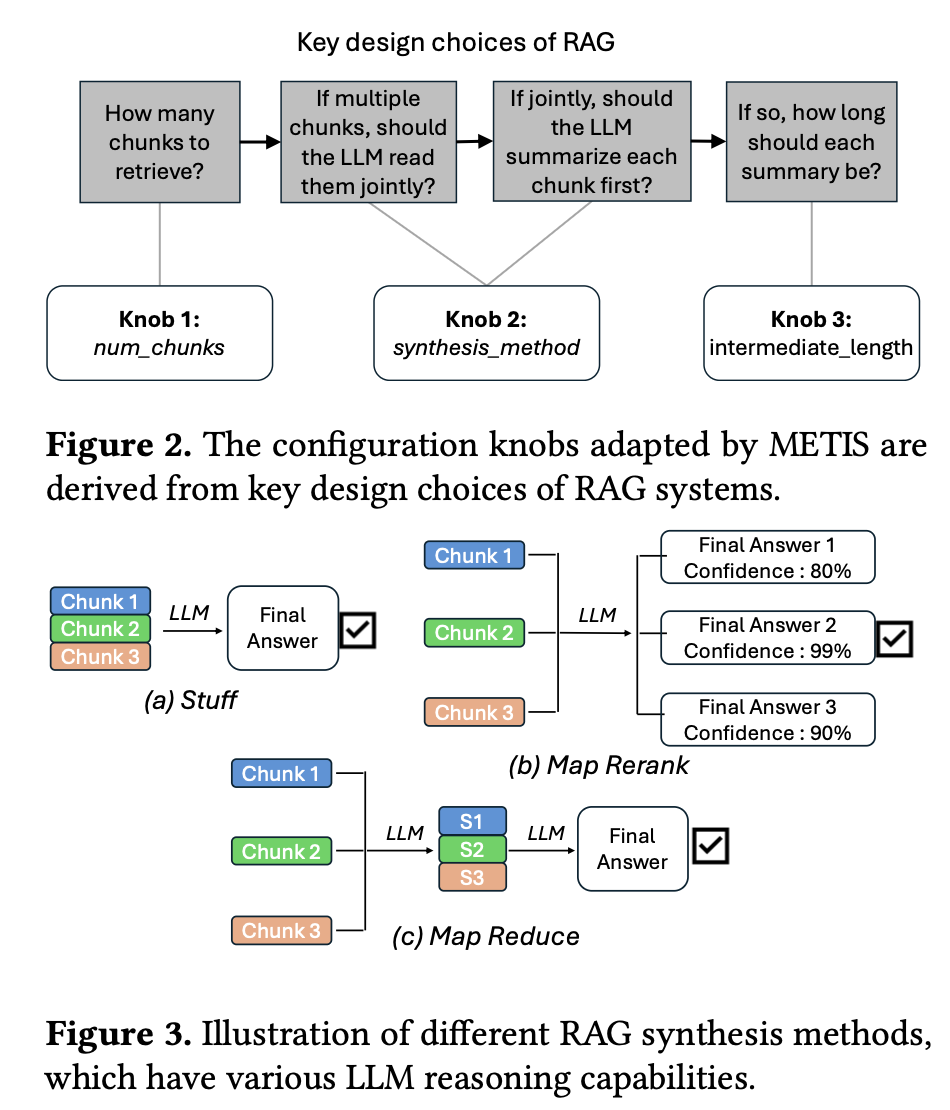 Key design choices of RAG
How many
chunks to
retrieve?
If multiple
chunks, should
the LLM read
them jointly?
If jointly, should
the LLM
summarize each
chunk first?
If so, how long
should each
summary be?
Knob 1:
num_chunks
Knob 2:
synthesis_method
Knob 3:
intermediate_length
Figure 2. The configuration knobs adapted by METIS are
derived from key design choices of RAG systems.
Chunk 1
Chunk 2
Chunk 3
LLM
Final
Answer
(a) Stuff
Chunk 1
Chunk 2
Chunk 3
LLM
Final Answer 1
Confidence : 80%
Final Answer 2
Confidence : 99%
Final Answer 3
Confidence : 90%
(b) Map Rerank
Chunk 1
Chunk 2
Chunk 3
LLM
S1
S2
S3
LLM
Final
Answer
(c) Map Reduce
Figure 3. Illustration of different RAG synthesis methods,
which have various LLM reasoning capabilities.